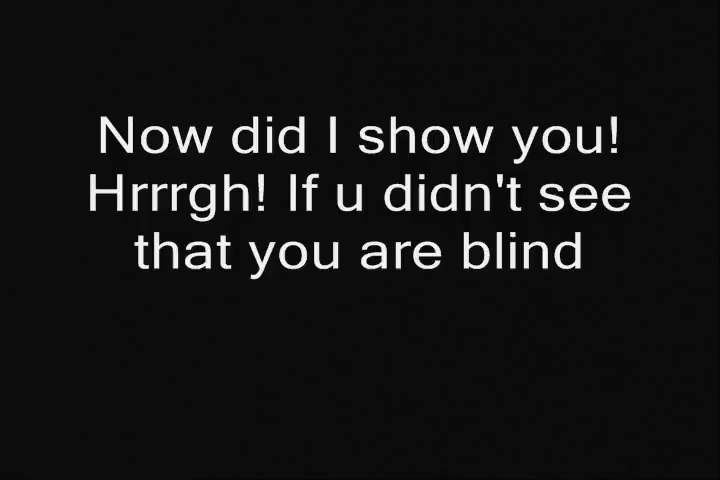 Now did I show you!
Hrrrgh! If u didn't see
that you are blind